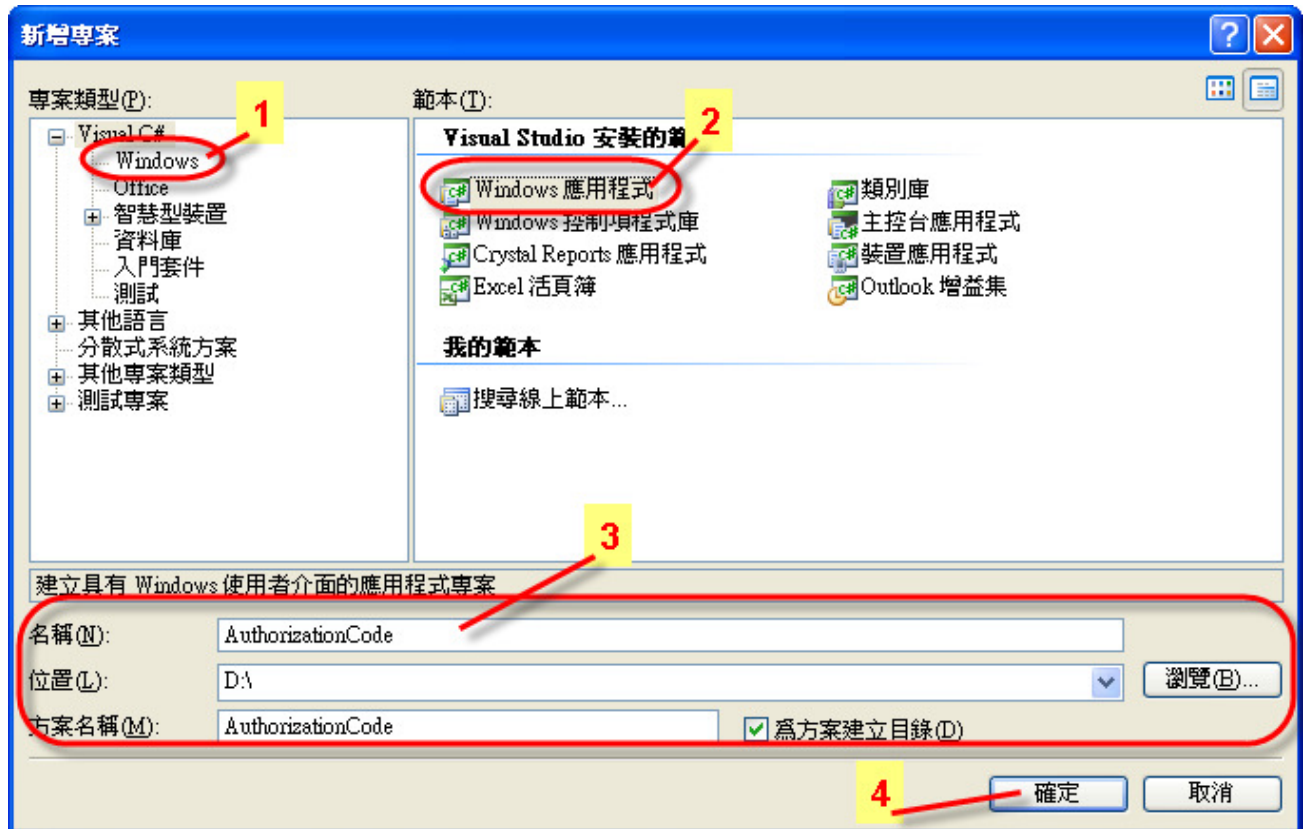 新增專案
專案類型(P):
1
範本(T):
Visual C#
Windows
Office
智慧型裝置
資料庫
入門套件
測試
其他語言
分散式系統方案
其他專案類型
測試專案
Visual Studio 安裝的範
2
Windows 應用程式
類別庫
Windows 控制項程式庫
主控台應用程式
Crystal Reports 應用程式
裝置應用程式
Excel 活頁簿
Outlook 增益集
我的範本
搜尋線上範本...
3
建立具有 Windows 使用者介面的應用程式專案
名稱(N):
AuthorizationCode
位置(L):
D:\
瀏覽(B)...
方案名稱(M):
AuthorizationCode
為方案建立目錄(D)
4
確定
取消